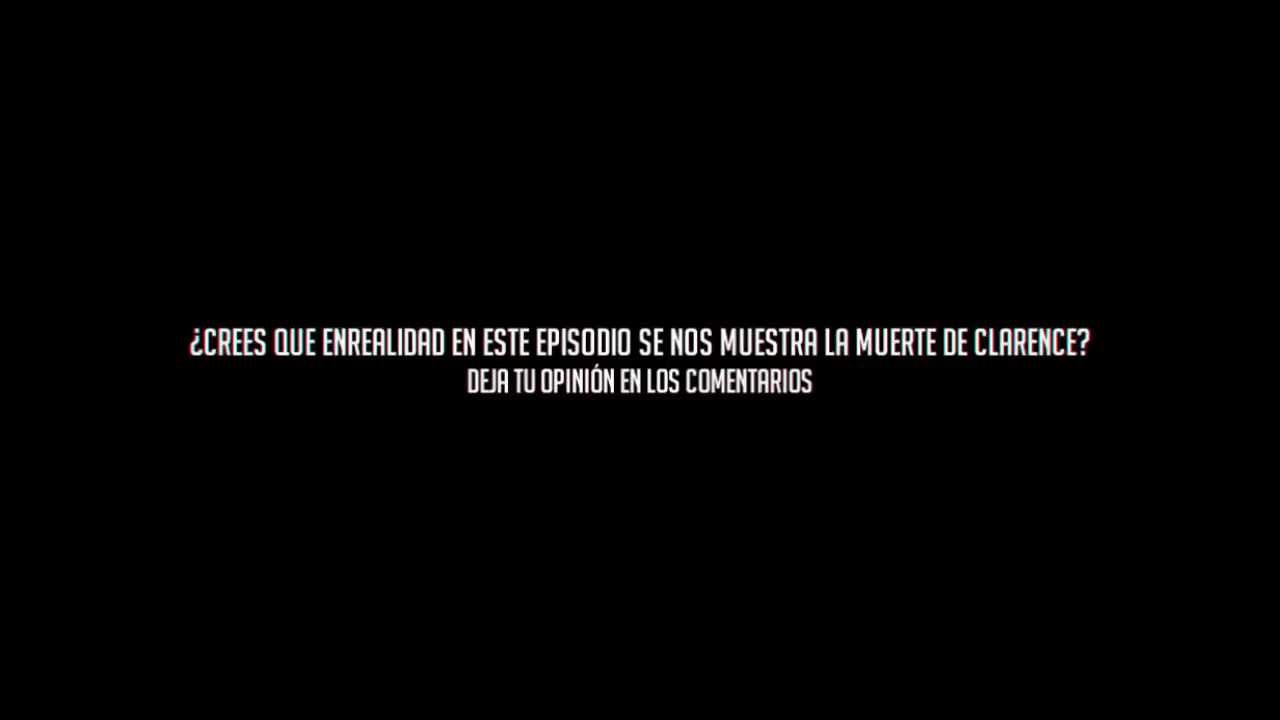 ¿CREES QUE ENREALIDAD EN ESTE EPISODIO SE NOS MUESTRA LA MUERTE DE CLARENCE?
DEJA TU OPINIÓN EN LOS COMENTARIOS